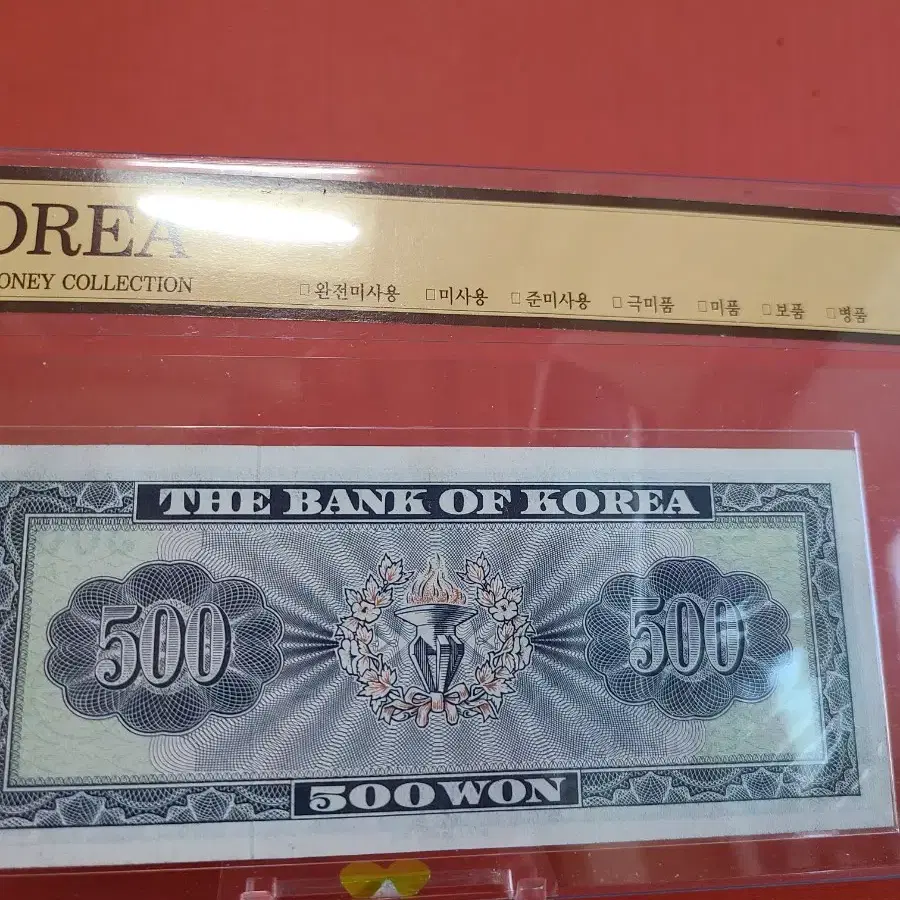 OREA
ONEY COLLECTION
□완전미사용 □미사용 □준미사용 □극미품 □미품 □보품 □병품
THE BANK OF KOREA
500 500
500 WON